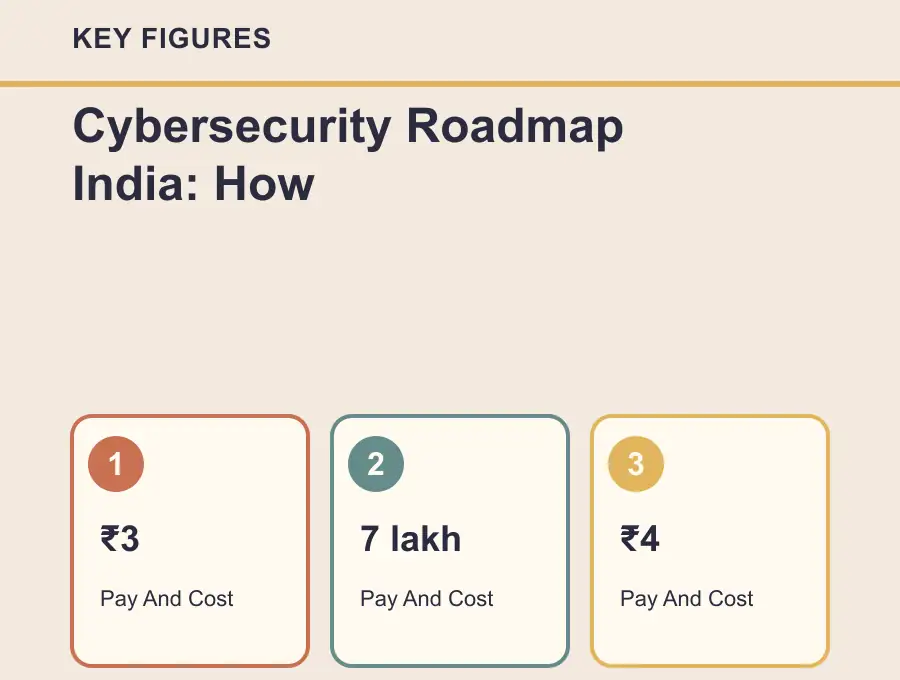 KEY FIGURES
Cybersecurity Roadmap
India: How
1
₹3
Pay And Cost
2
7 lakh
Pay And Cost
3
₹4
Pay And Cost